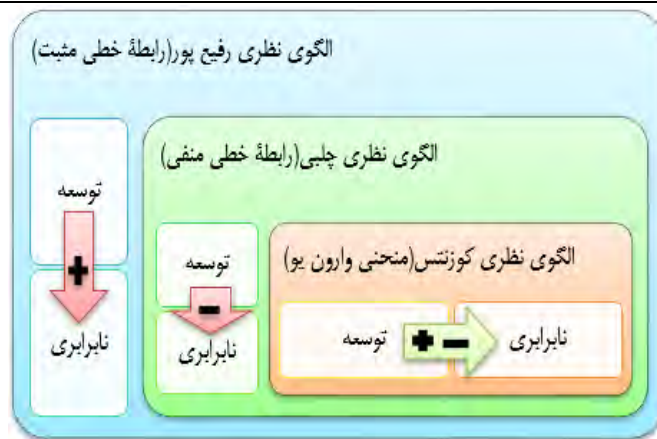 الگوی نظری رفیع پور(رابطهٔ خطی مثبت)
توسعه
+
نابرابری
الگوی نظری چلبی(رابطهٔ خطی منفی)
توسعه
-
نابرابری
الگوی نظری کوزنتس(منحنی وارون یو)
توسعه
+ -
نابرابری